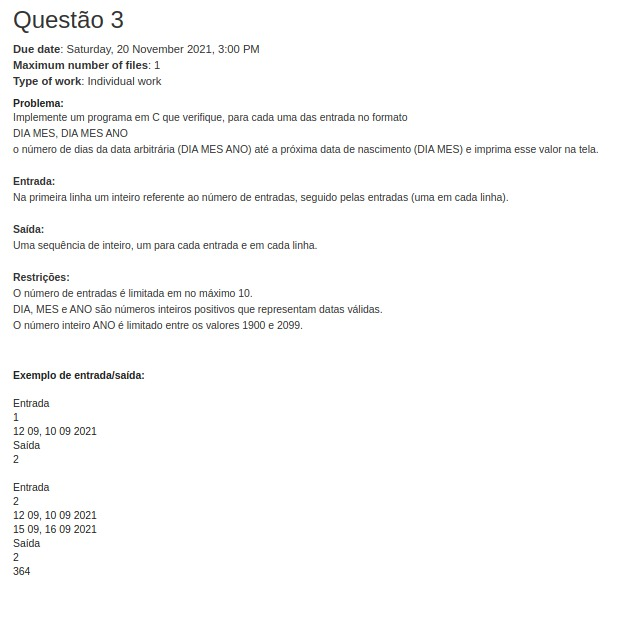 Questão 3
Due date: Saturday, 20 November 2021, 3:00 PM
Maximum number of files: 1
Type of work: Individual work
Problema:
Implemente um programa em C que verifique, para cada uma das entrada no formato
DIA MES, DIA MES ANO
o número de dias da data arbitrária (DIA MES ANO) até a próxima data de nascimento (DIA MES) e imprima esse valor na tela.
Entrada:
Na primeira linha um inteiro referente ao número de entradas, seguido pelas entradas (uma em cada linha).
Saída:
Uma sequência de inteiro, um para cada entrada e em cada linha.
Restrições:
O número de entradas é limitada em no máximo 10.
DIA, MES e ANO são números inteiros positivos que representam datas válidas.
O número inteiro ANO é limitado entre os valores 1900 e 2099.
Exemplo de entrada/saída:
Entrada
1
12 09, 10 09 2021
Saída
2
Entrada
2
12 09, 10 09 2021
15 09, 16 09 2021
Saída
2
364